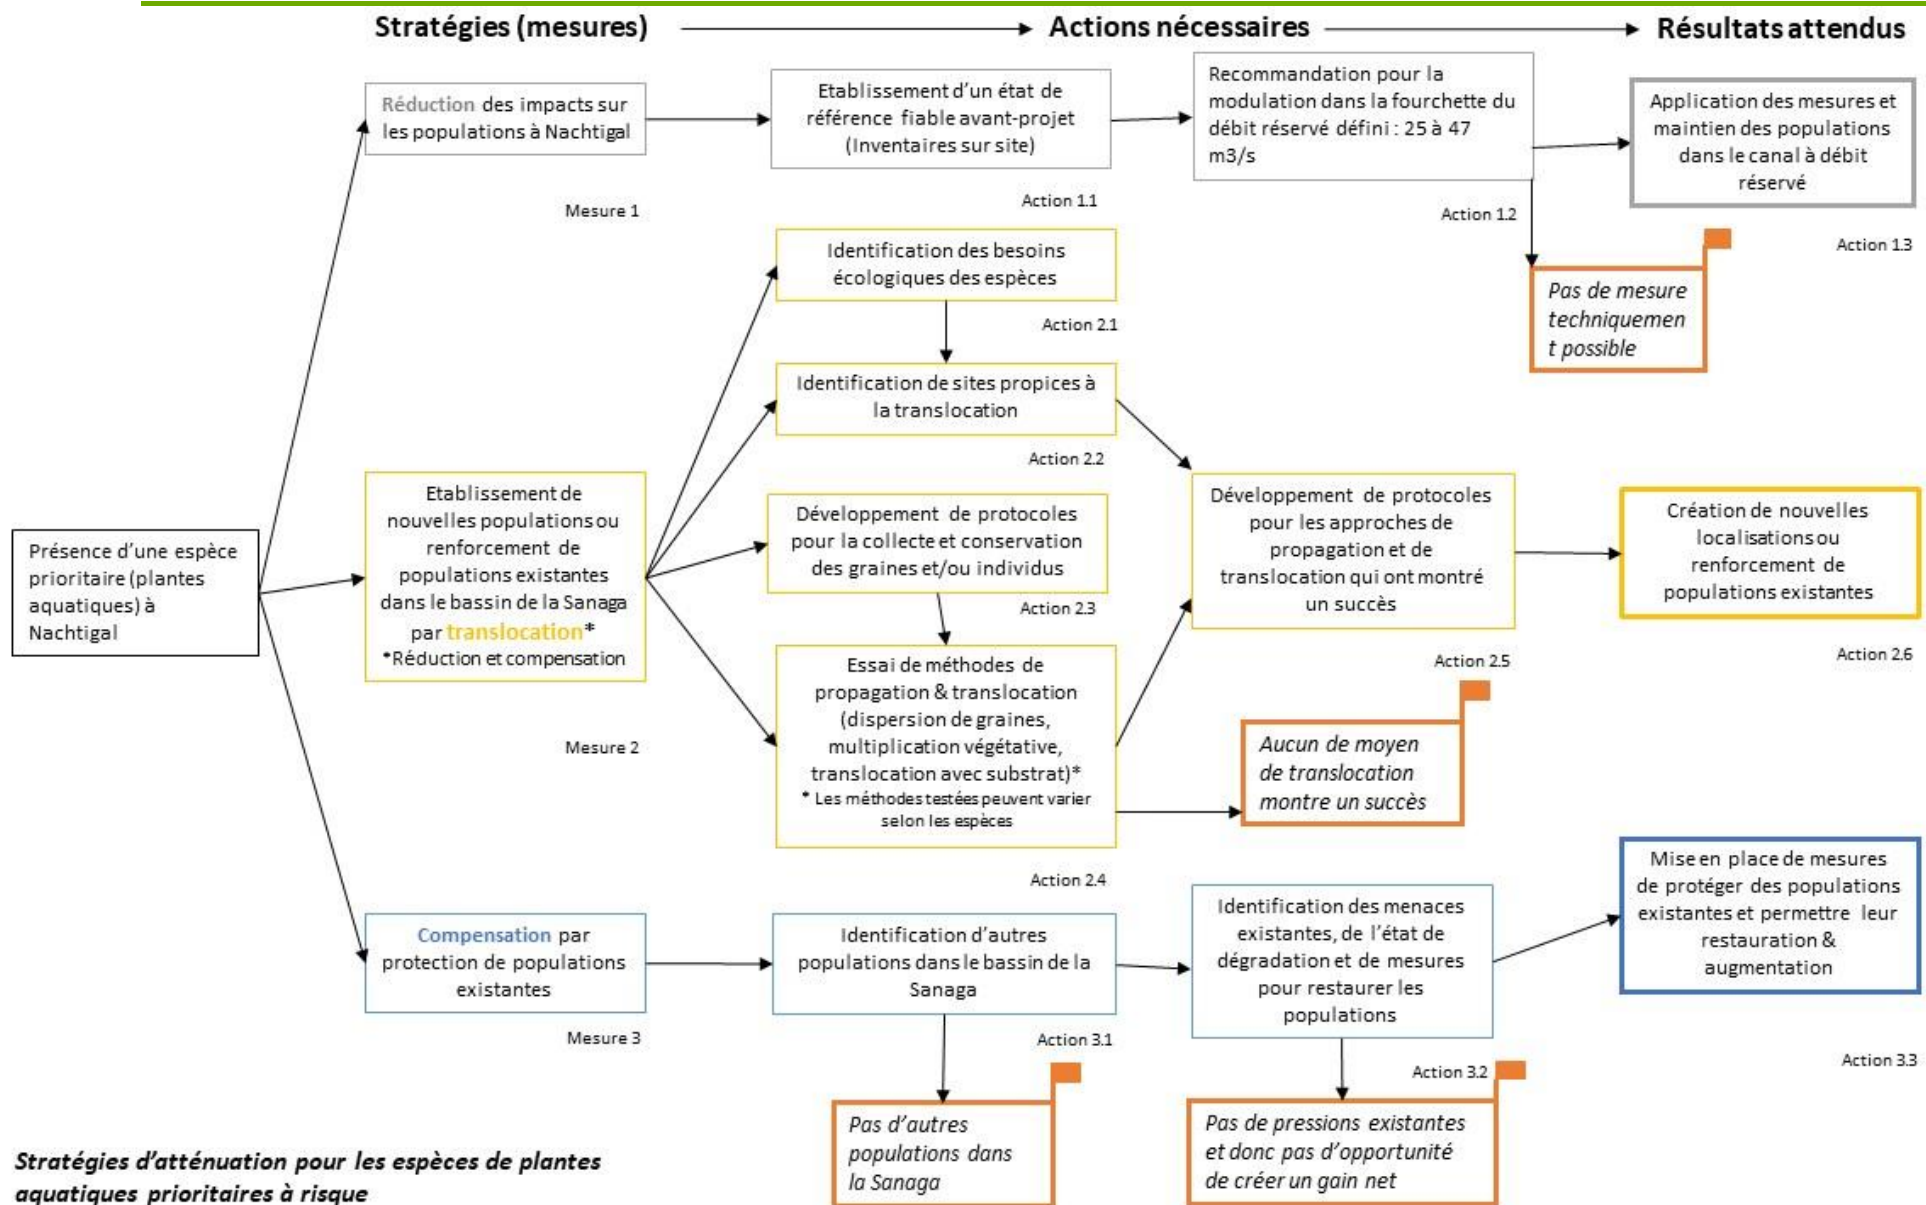 Stratégies (mesures)
Actions nécessaires
Résultats attendus
Réduction des impacts sur
les populations à Nachtigal
Mesure 1
Etablissement d'un état de
référence fiable avant-projet
(Inventaires sur site)
Action 1.1
Recommandation pour la
modulation dans la fourchette du
débit réservé défini : 25 à 47
m3/s
Action 1.2
Application des mesures et
maintien des populations
dans le canal à débit
réservé
Action 1.3
Pas de mesure
techniquemen
t possible
Présence d'une espèce
prioritaire (plantes
aquatiques) à
Nachtigal
Etablissement de
nouvelles populations ou
renforcement de
populations existantes
dans le bassin de la Sanaga
par translocation*
*Réduction et compensation
Mesure 2
Identification des besoins
écologiques des espèces
Action 2.1
Identification de sites propices à
la translocation
Action 2.2
Développement de protocoles
pour la collecte et conservation
des graines et/ou individus
Action 2.3
Essai de méthodes de
propagation & translocation
(dispersion de graines,
multiplication végétative,
translocation avec substrat)*
* Les méthodes testées peuvent varier
selon les espèces
Action 2.4
Développement de protocoles
pour les approches de
propagation et de
translocation qui ont montré
un succès
Action 2.5
Création de nouvelles
localisations ou
renforcement de
populations existantes
Action 2.6
Aucun de moyen
de translocation
montre un succès
Compensation par
protection de populations
existantes
Mesure 3
Identification d'autres
populations dans le bassin de la
Sanaga
Action 3.1
Identification des menaces
existantes, de l'état de
dégradation et de mesures
pour restaurer les
populations
Action 3.2
Mise en place de mesures
de protéger des populations
existantes et permettre leur
restauration &
augmentation
Action 3.3
Pas d'autres
populations dans
la Sanaga
Pas de pressions existantes
et donc pas d'opportunité
de créer un gain net
Stratégies d'atténuation pour les espèces de plantes
aquatiques prioritaires à risque